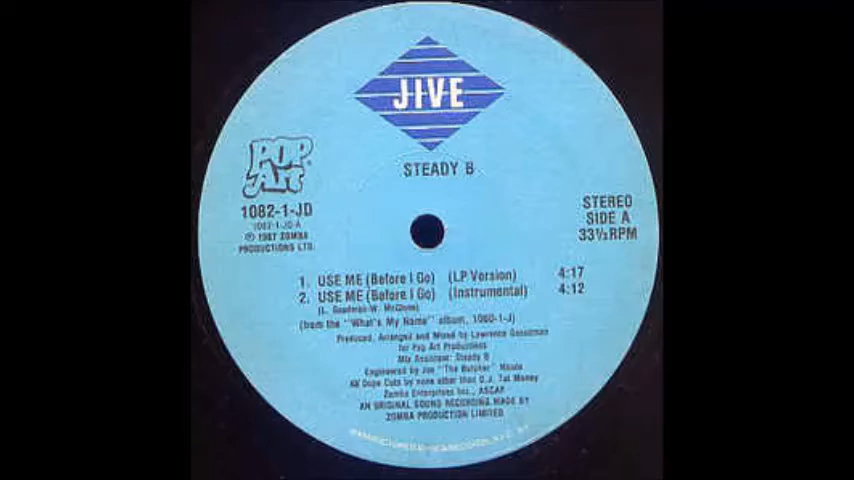 JIVE
POP
Art
STEADY B
1082-1-JD
1082-1-JD-A
℗ 1987 ZOMBA
PRODUCTIONS LTD.
STEREO
SIDE A
33⅓ RPM
1. USE ME (Before I Go) (LP Version) 4:17
2. USE ME (Before I Go) (Instrumental) 4:12
(L. Goodman-W. McGlone)
(from the "What's My Name" album, 1060-1-J)
Produced, Arranged and Mixed by Lawrence Goodman
for Pop Art Productions
Mix Assistance: Steady B
Engineered by Joe "The Butcher" Nicolo
All Dope Cuts by none other than D.J. Tat Money
Zomba Enterprises Inc., ASCAP
AN ORIGINAL SOUND RECORDING MADE BY
ZOMBA PRODUCTION LIMITED